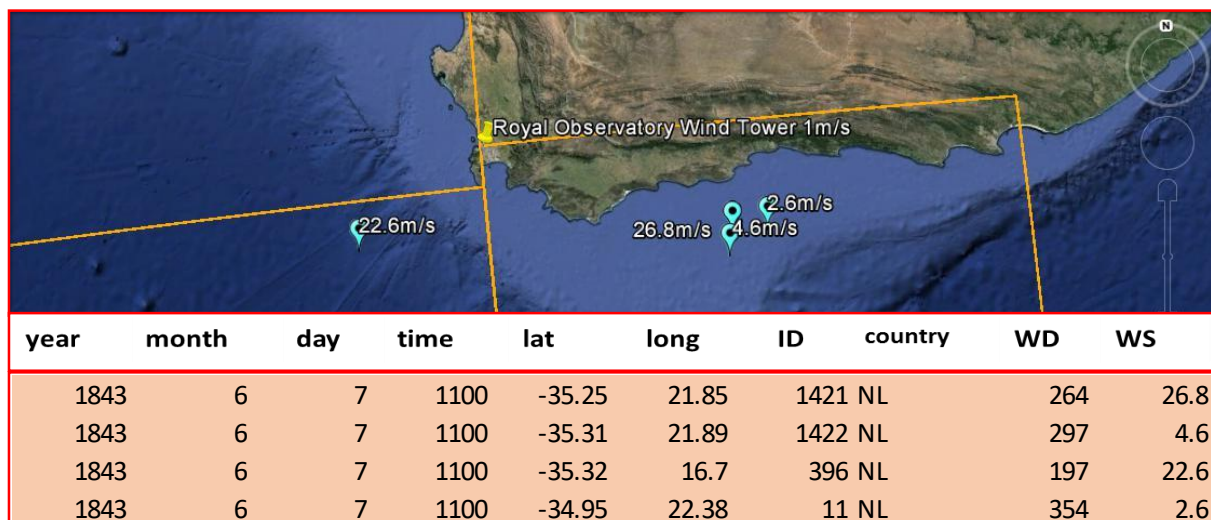 N
Royal Observatory Wind Tower 1m/s
2.6m/s
22.6m/s
26.8m/s 4.6m/s
year month day time lat long ID country WD WS
1843 6 7 1100 -35.25 21.85 1421 NL 264 26.8
1843 6 7 1100 -35.31 21.89 1422 NL 297 4.6
1843 6 7 1100 -35.32 16.7 396 NL 197 22.6
1843 6 7 1100 -34.95 22.38 11 NL 354 2.6